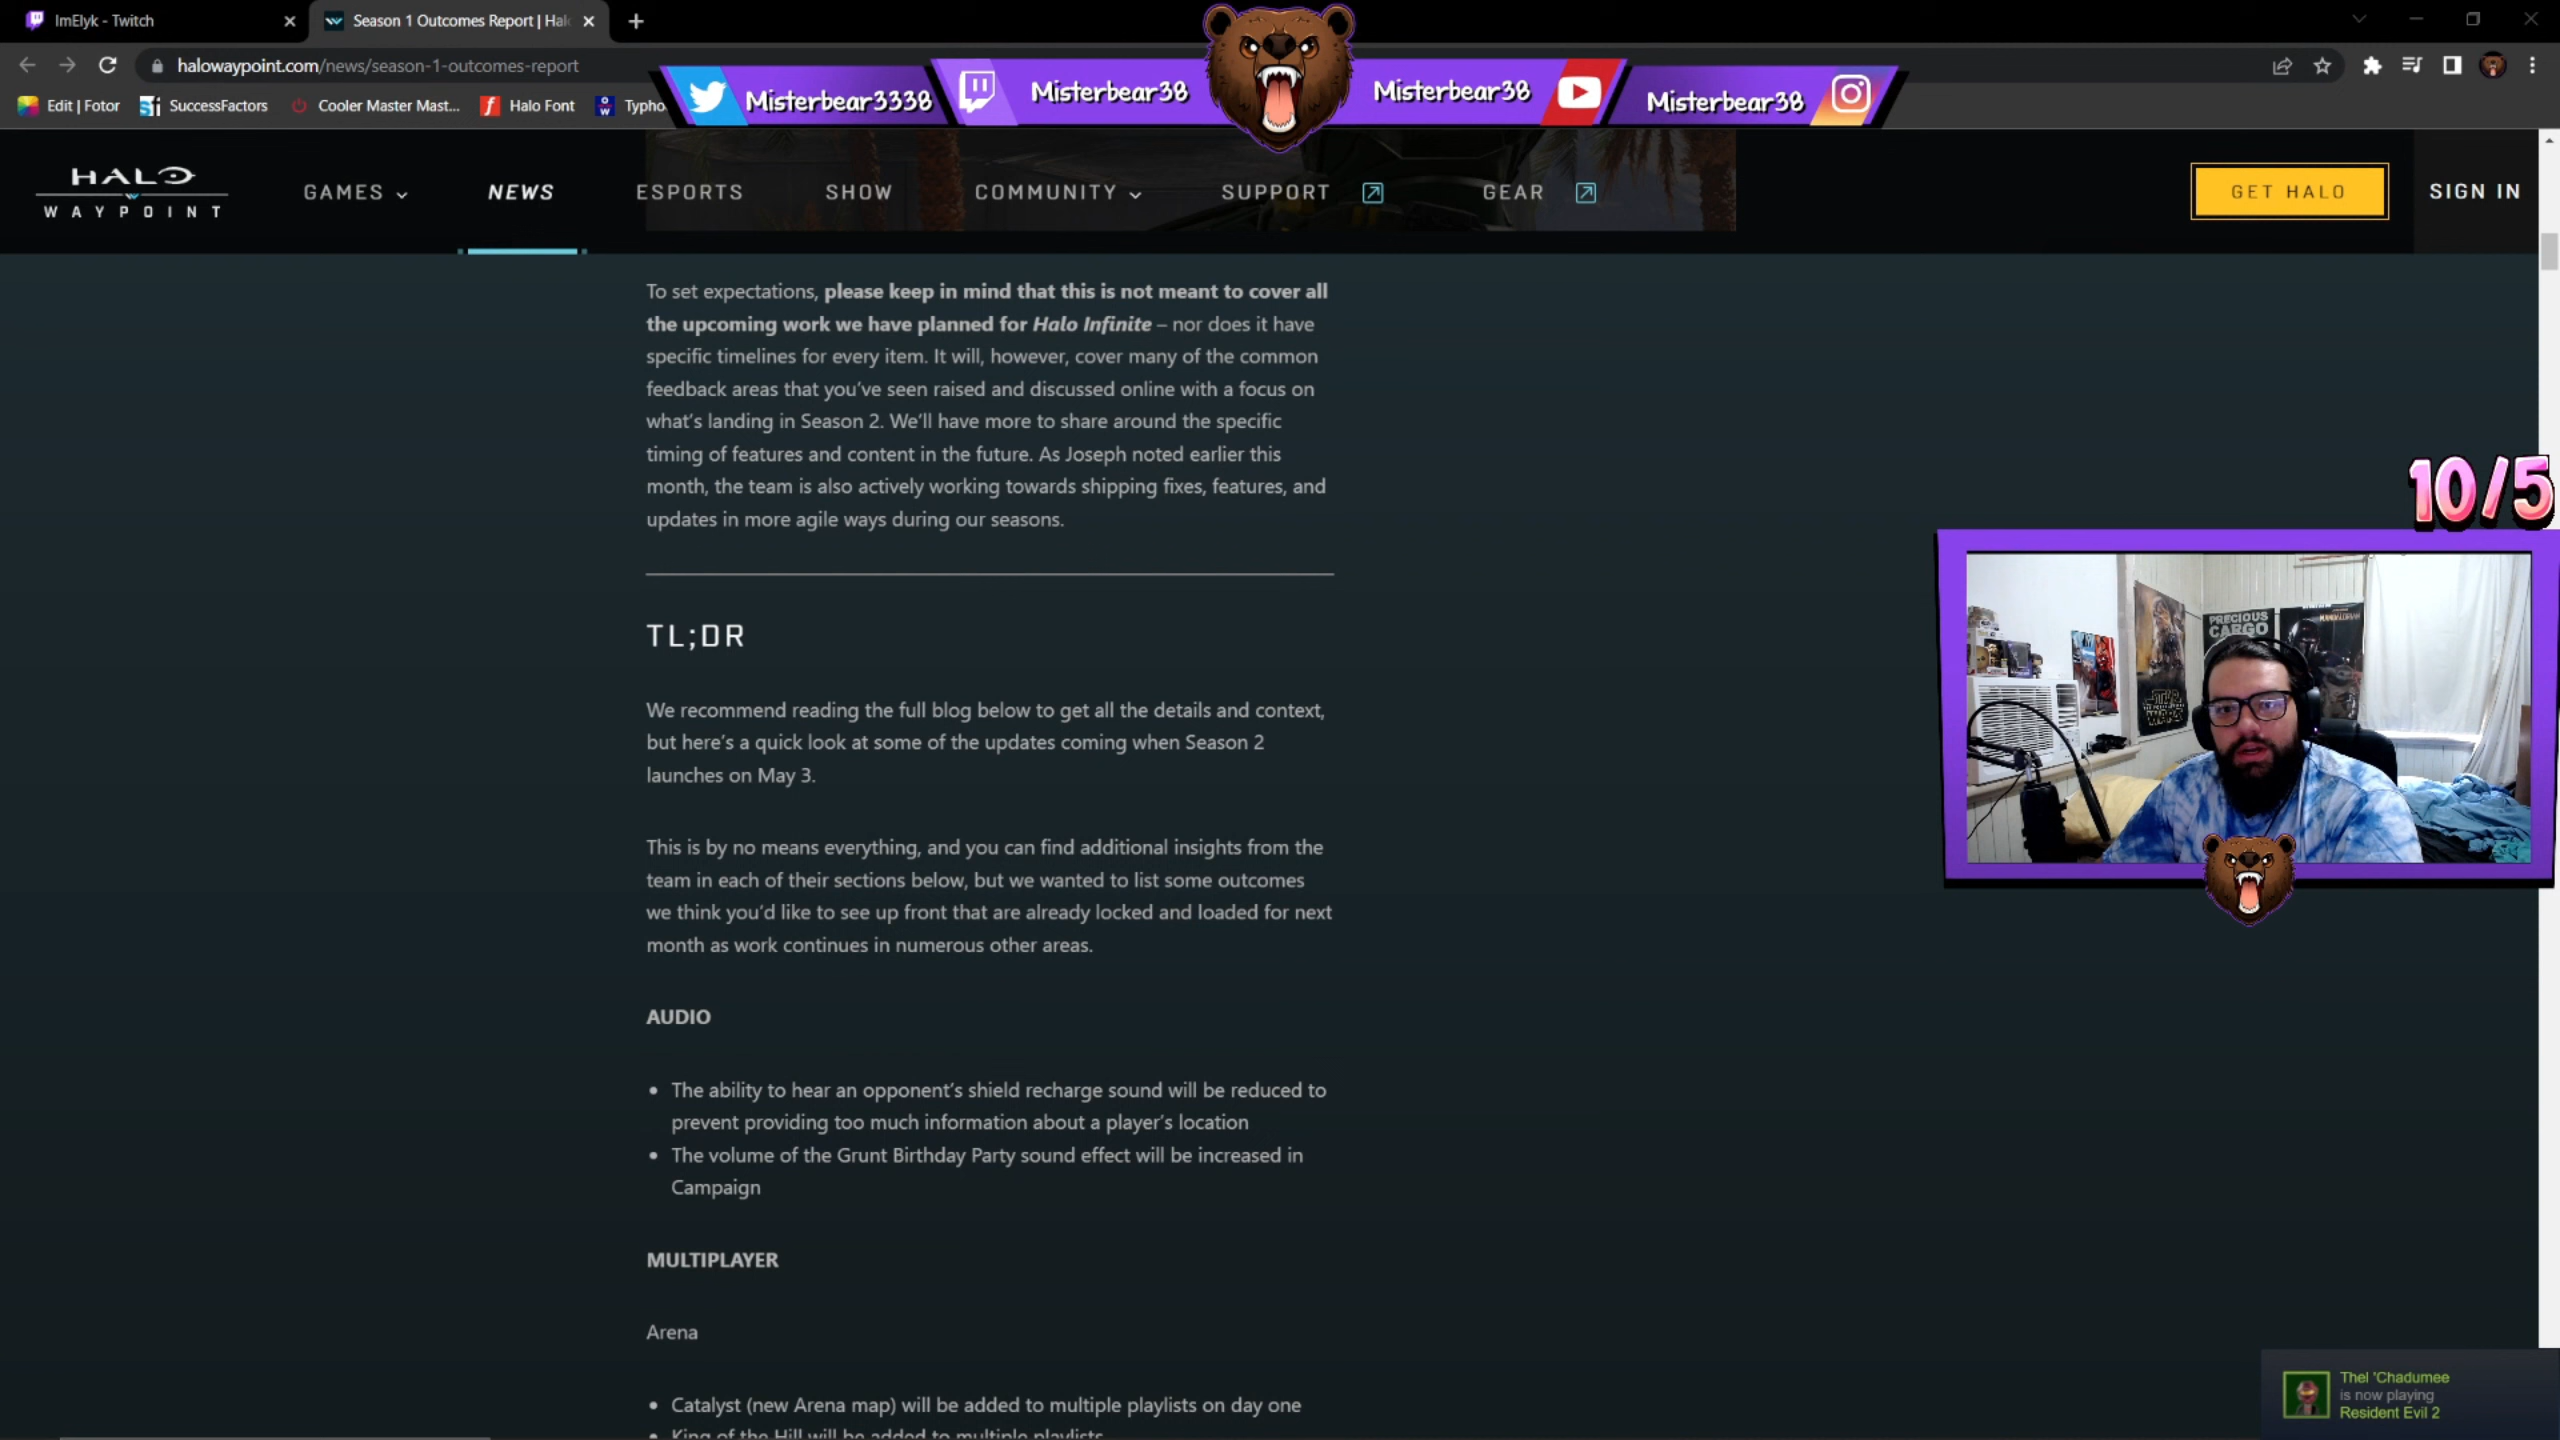 ImElyk - Twitch
Season 1 Outcomes Report | Hal
halowaypoint.com/news/season-1-outcomes-report
Edit | Fotor
SuccessFactors
Cooler Master Mast...
Halo Font
Typho
Misterbear3338
Misterbear38
Misterbear38
Misterbear38
HALO
WAYPOINT
GAMES
NEWS
ESPORTS
SHOW
COMMUNITY
SUPPORT
GEAR
GET HALO
SIGN IN
To set expectations, please keep in mind that this is not meant to cover all
the upcoming work we have planned for Halo Infinite – nor does it have
specific timelines for every item. It will, however, cover many of the common
feedback areas that you’ve seen raised and discussed online with a focus on
what’s landing in Season 2. We’ll have more to share around the specific
timing of features and content in the future. As Joseph noted earlier this
month, the team is also actively working towards shipping fixes, features, and
updates in more agile ways during our seasons.
10/5
PRECIOUS
CARGO
MANDALORIAN
STAR
WARS
TL;DR
We recommend reading the full blog below to get all the details and context,
but here’s a quick look at some of the updates coming when Season 2
launches on May 3.
This is by no means everything, and you can find additional insights from the
team in each of their sections below, but we wanted to list some outcomes
we think you’d like to see up front that are already locked and loaded for next
month as work continues in numerous other areas.
AUDIO
• The ability to hear an opponent’s shield recharge sound will be reduced to
prevent providing too much information about a player’s location
• The volume of the Grunt Birthday Party sound effect will be increased in
Campaign
MULTIPLAYER
Arena
• Catalyst (new Arena map) will be added to multiple playlists on day one
• King of the Hill will be added to multiple playlists
Thel 'Chadumee
is now playing
Resident Evil 2